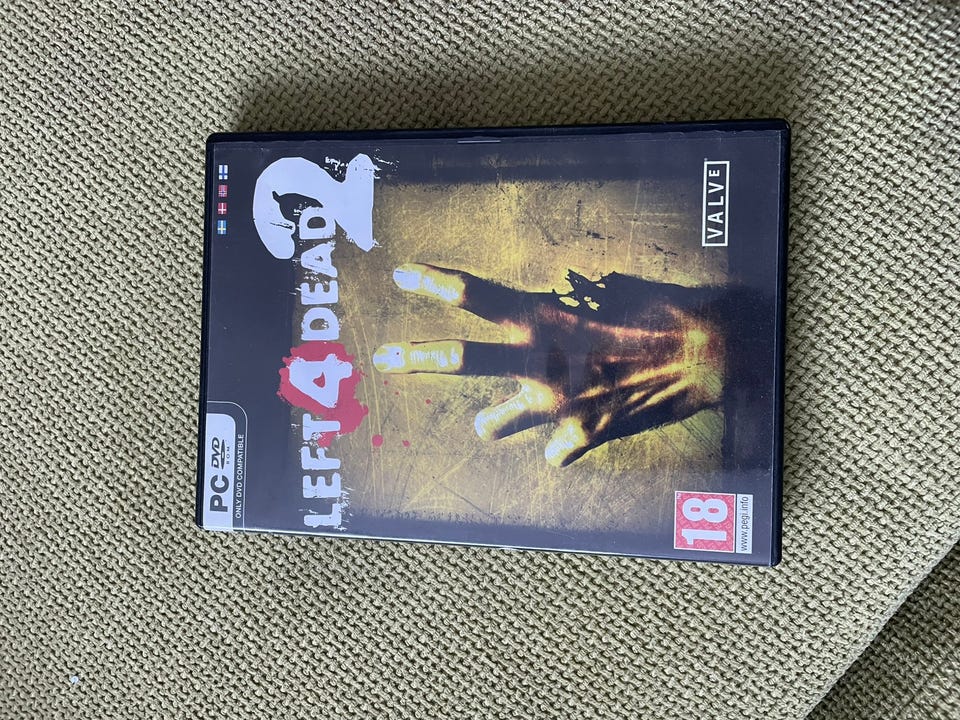 PC DVD
ROM
ONLY DVD COMPATIBLE
LEFT 4 DEAD
2
18
www.pegi.info
VALVE